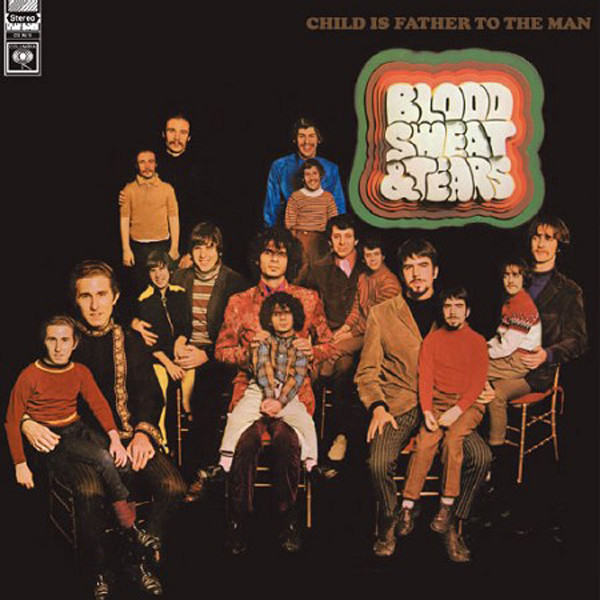 Stereo
COLUMBIA
CHILD IS FATHER TO THE MAN
BLOOD
SWEAT
& TEARS